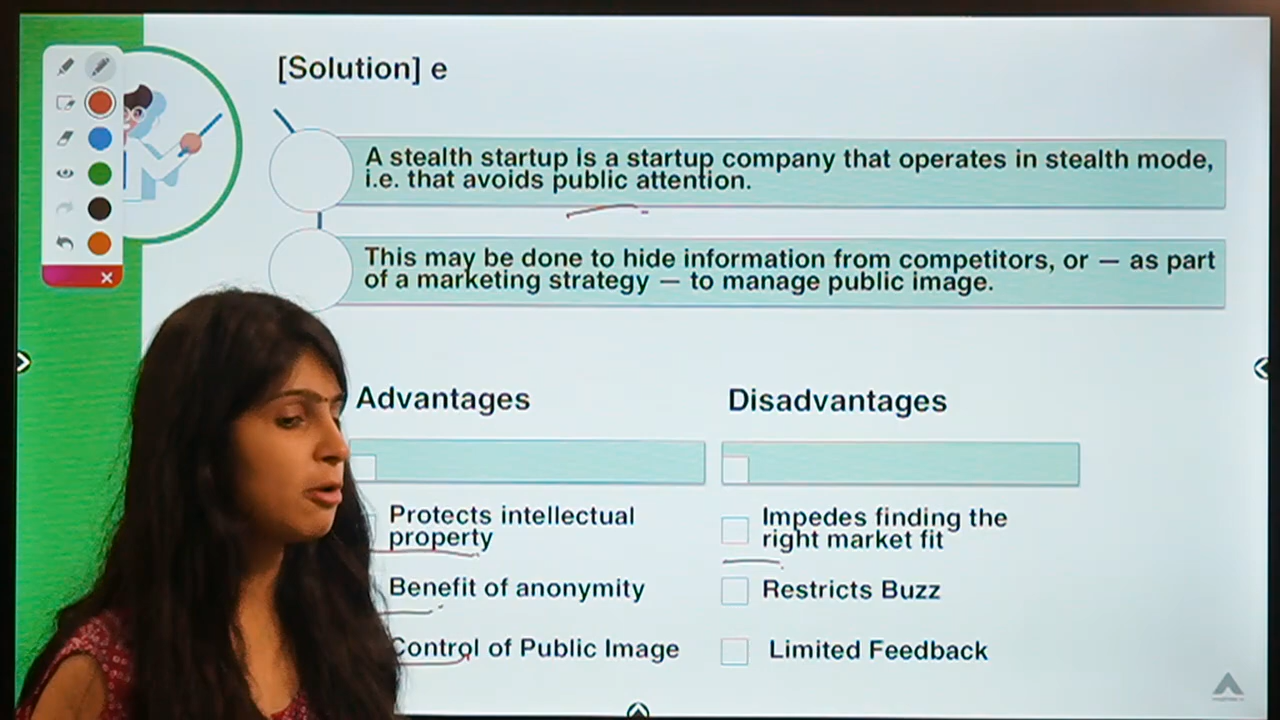 [Solution] e
A stealth startup is a startup company that operates in stealth mode,
i.e. that avoids public attention.
This may be done to hide information from competitors, or — as part
of a marketing strategy — to manage public image.
Advantages
Protects intellectual
property
Benefit of anonymity
Control of Public Image
Disadvantages
Impedes finding the
right market fit
Restricts Buzz
Limited Feedback